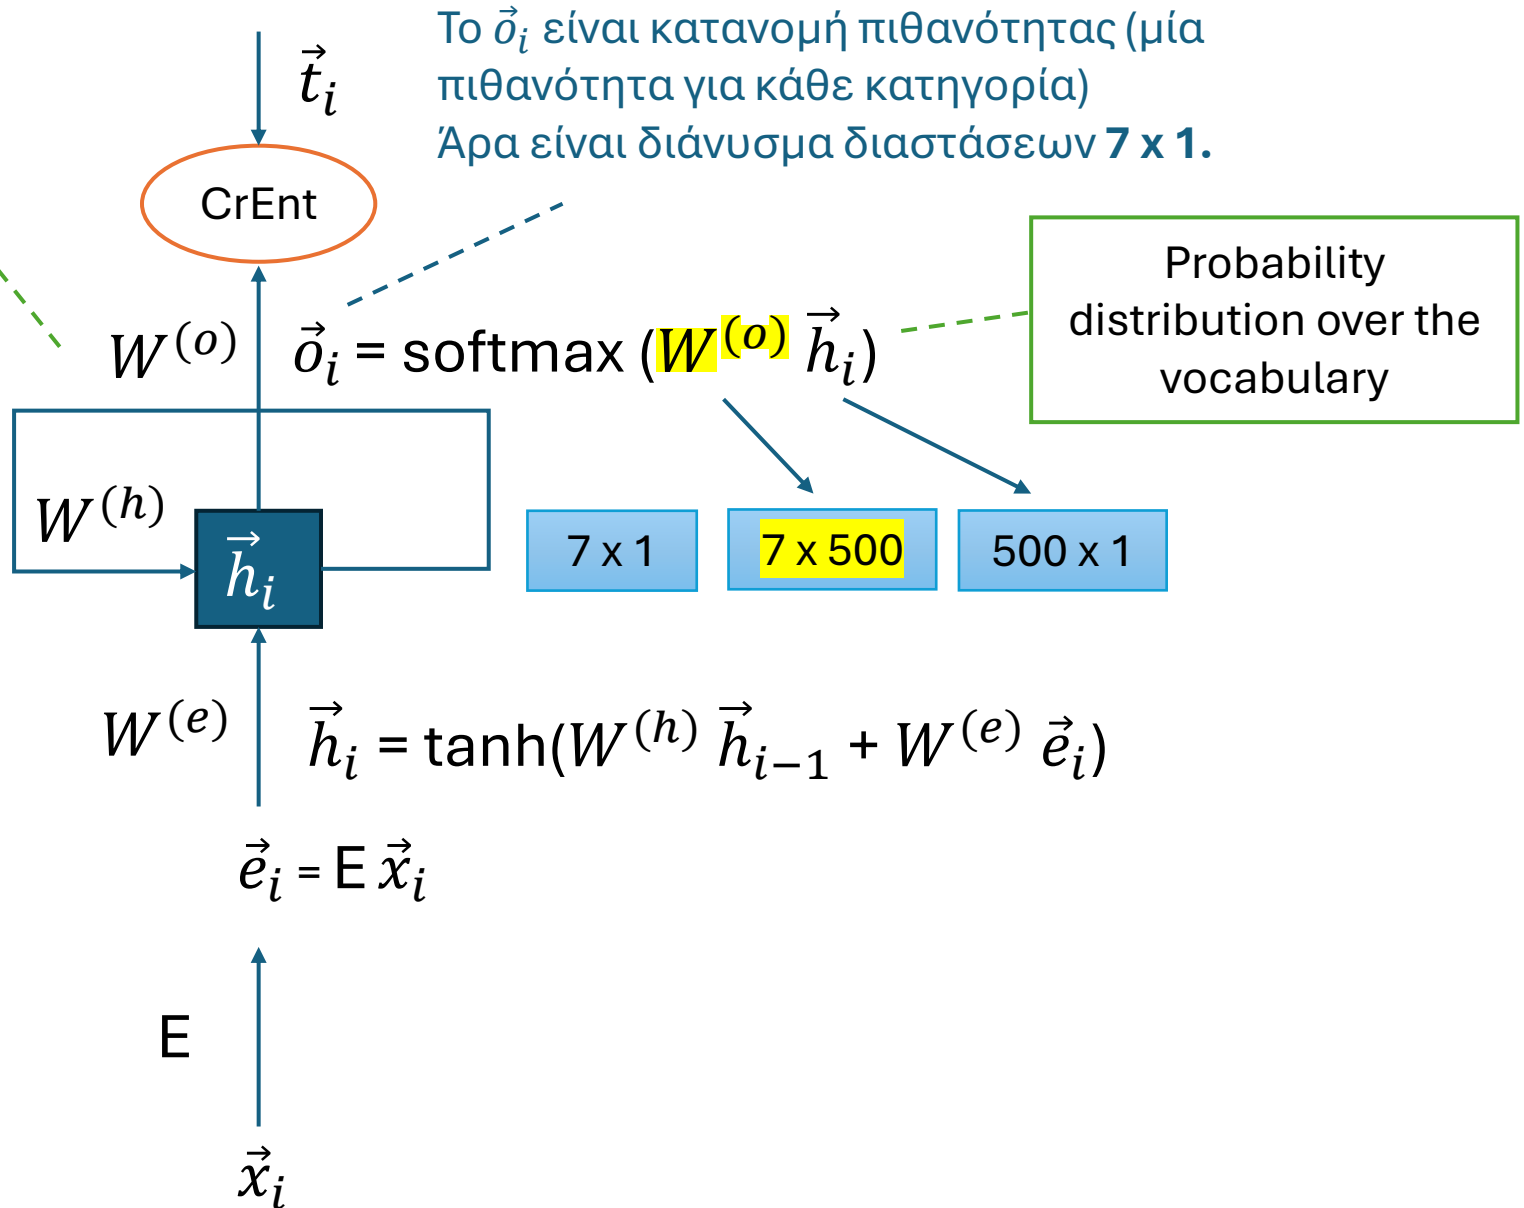 Το $\vec{o}_i$ είναι κατανομή πιθανότητας (μία
πιθανότητα για κάθε κατηγορία)
Άρα είναι διάνυσμα διαστάσεων 7 x 1.
$\vec{t}_i$
CrEnt
$W^{(o)}$ $\vec{o}_i$ = softmax ($W^{(o)}$ $\vec{h}_i$)
Probability
distribution over the
vocabulary
$W^{(h)}$
$\vec{h}_i$
7 x 1
7 x 500
500 x 1
$W^{(e)}$ $\vec{h}_i$ = tanh($W^{(h)}$ $\vec{h}_{i-1}$ + $W^{(e)}$ $\vec{e}_i$)
$\vec{e}_i$ = E $\vec{x}_i$
E
$\vec{x}_i$